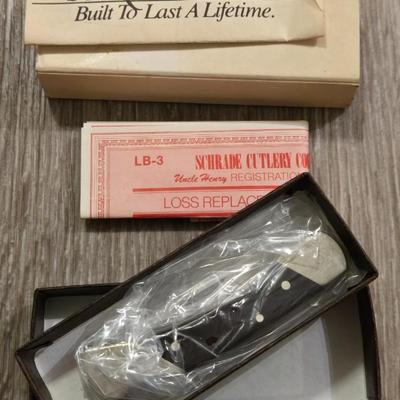 Built To Last A Lifetime.
LB-3
SCHRADE CUTLERY CO
Uncle Henry REGISTRATION
LOSS REPLACE